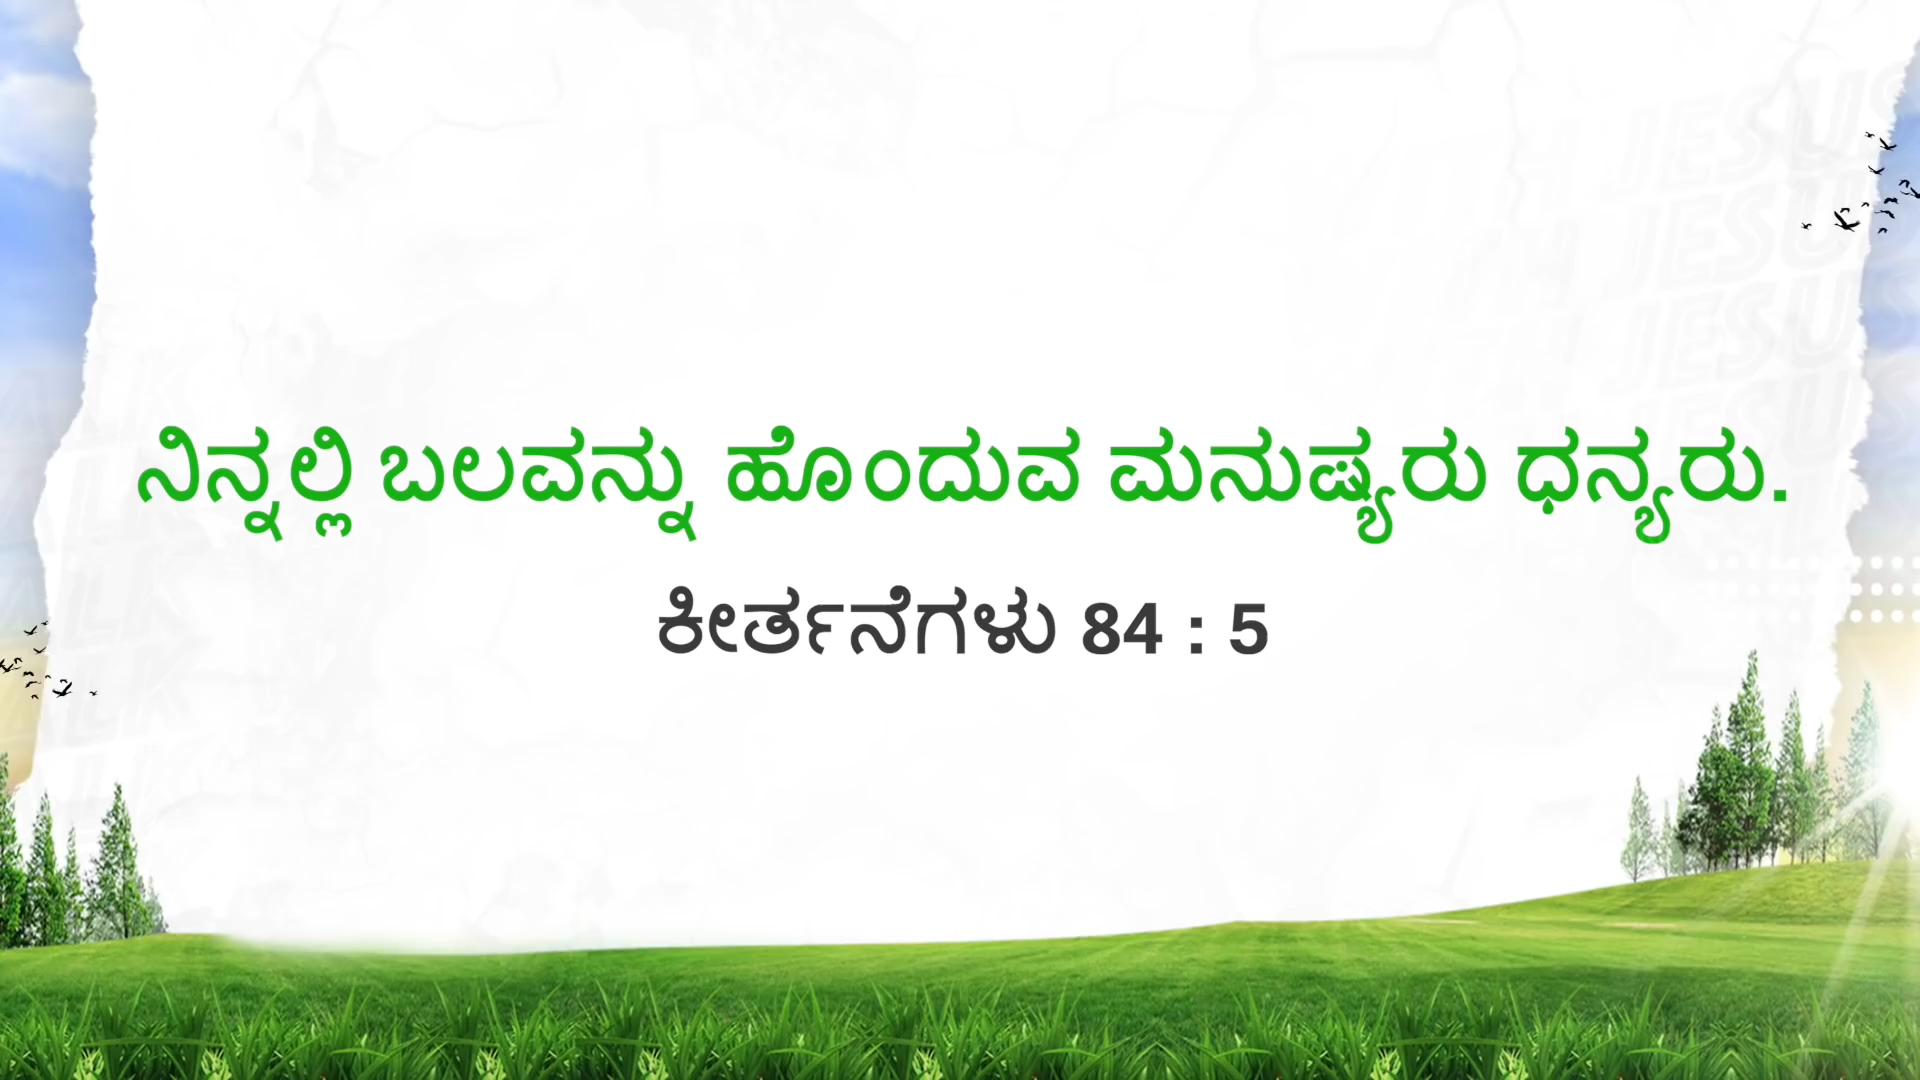 ನಿನ್ನಲ್ಲಿ ಬಲವನ್ನು ಹೊಂದುವ ಮನುಷ್ಯರು ಧನ್ಯರು.
ಕೀರ್ತನೆಗಳು 84 : 5